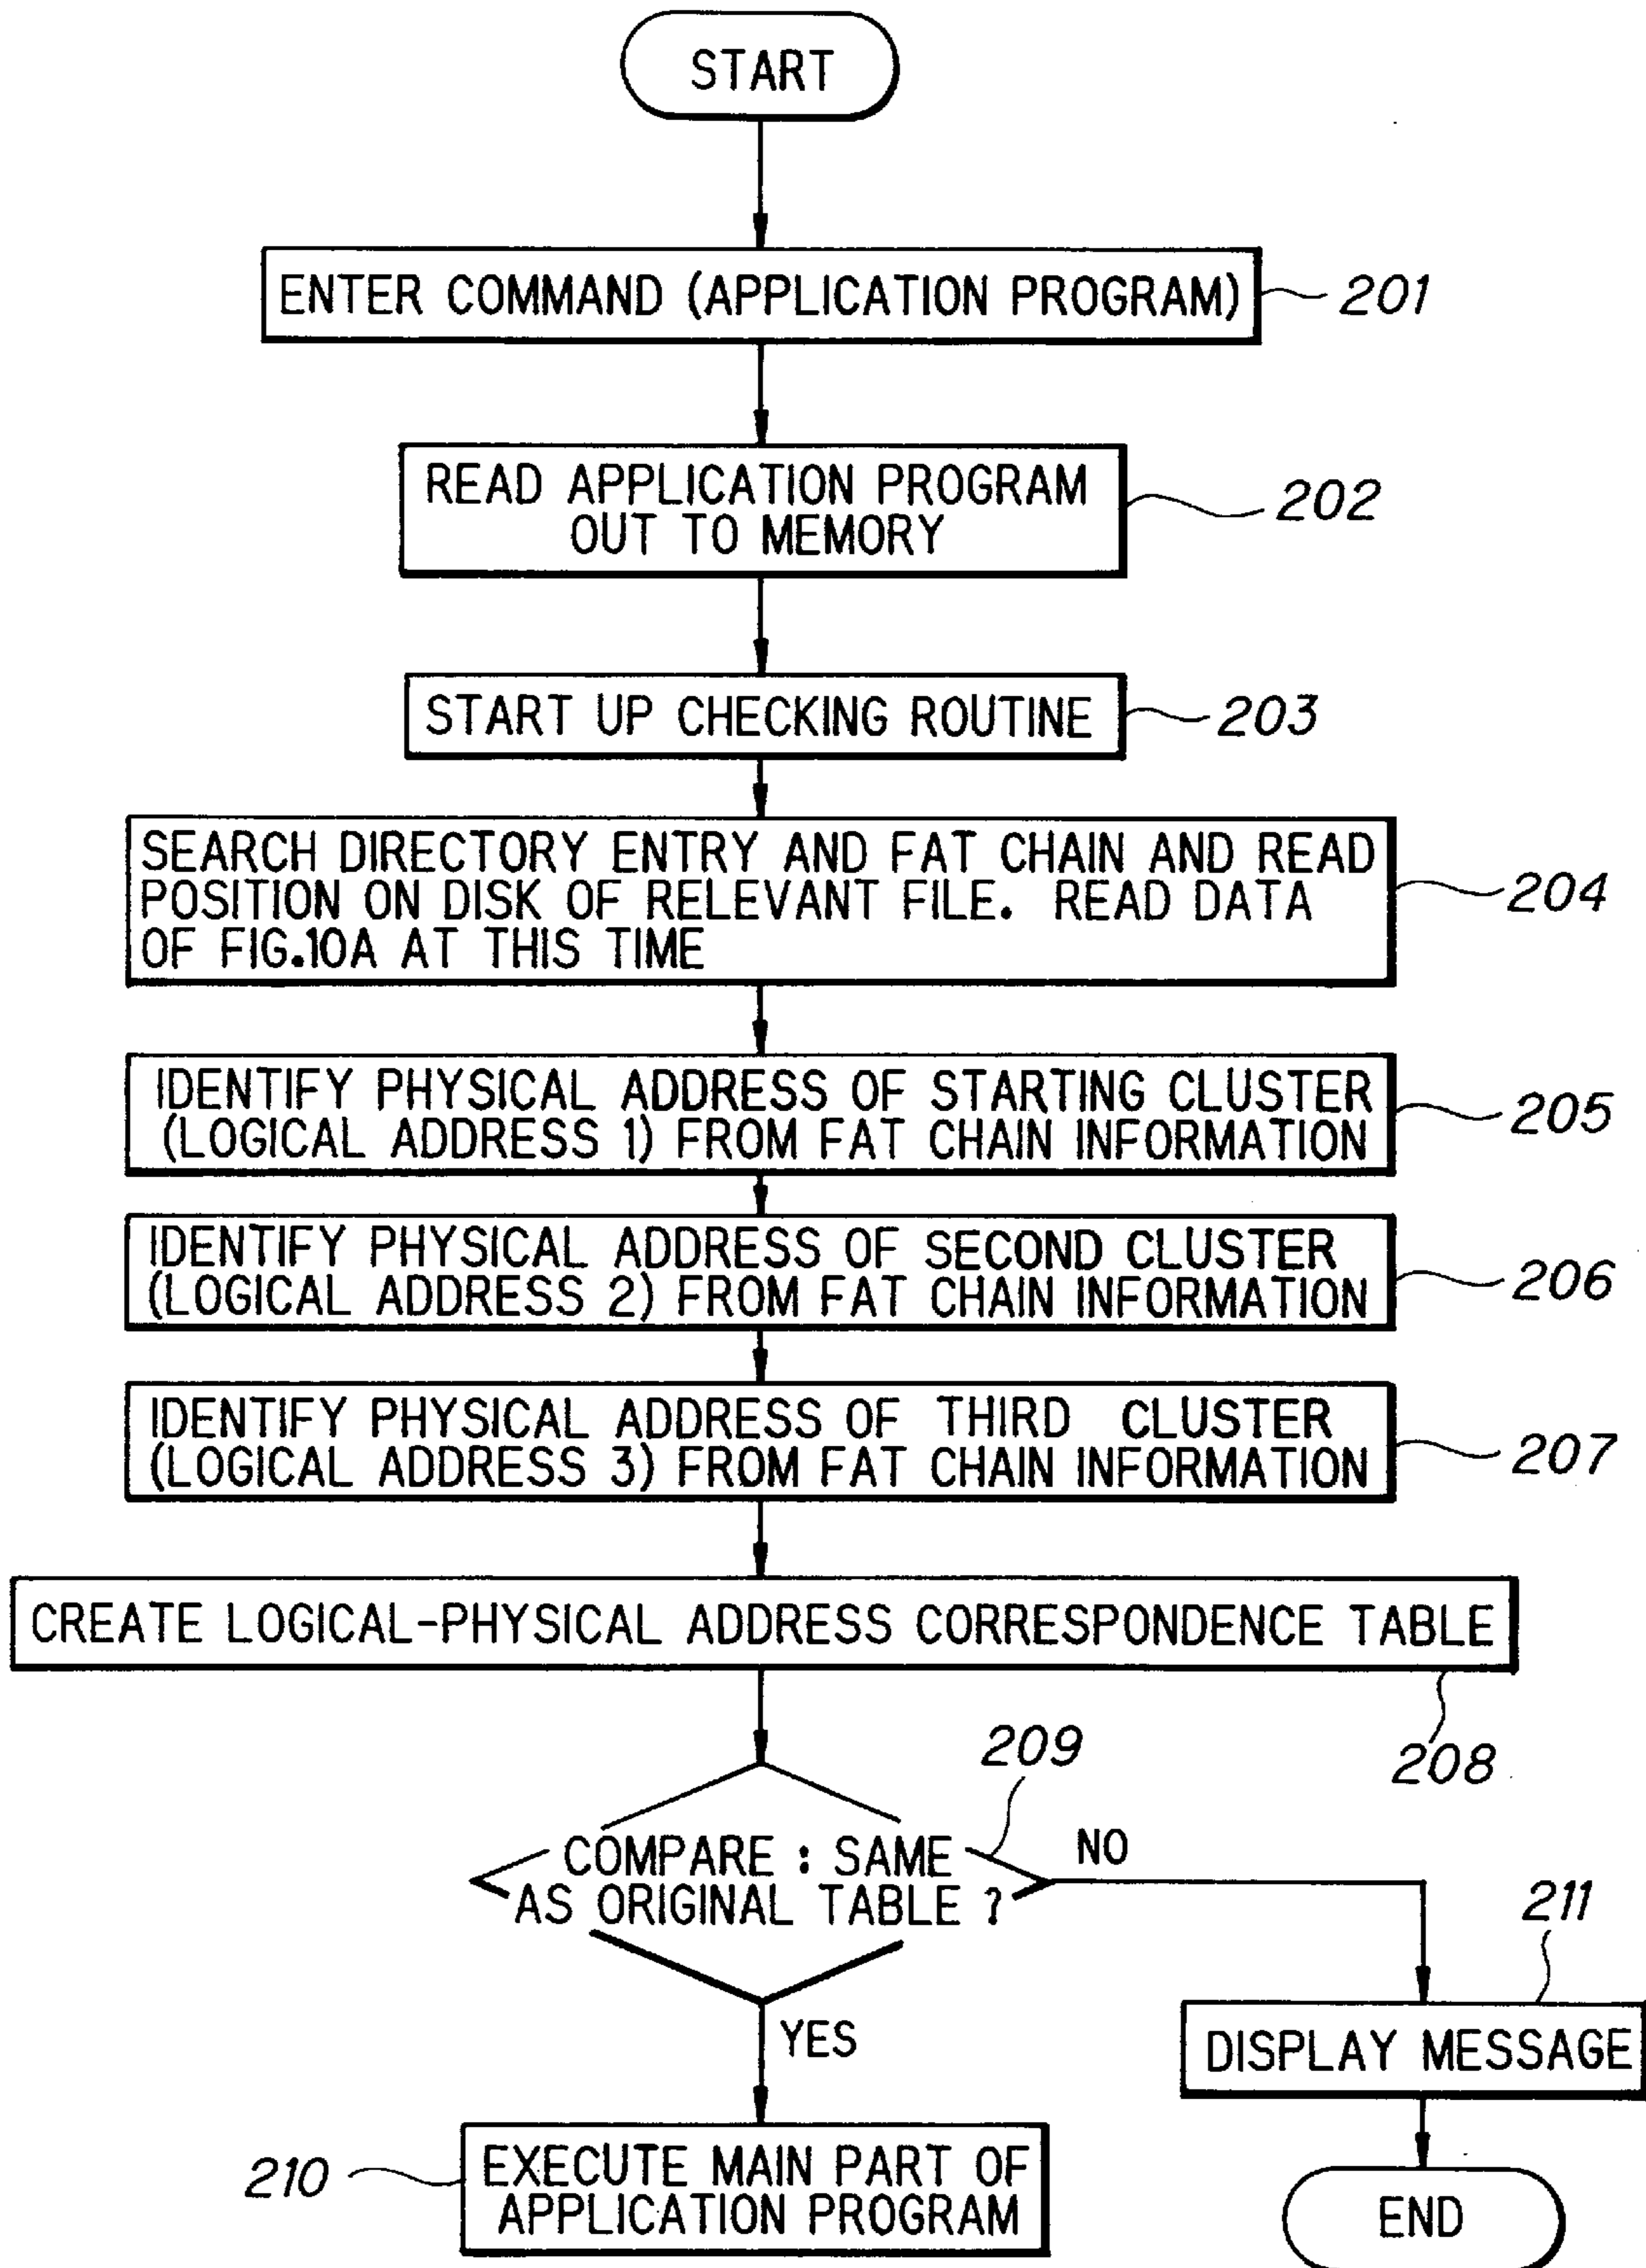 START
ENTER COMMAND (APPLICATION PROGRAM)
201
READ APPLICATION PROGRAM
OUT TO MEMORY
202
START UP CHECKING ROUTINE
203
SEARCH DIRECTORY ENTRY AND FAT CHAIN AND READ
POSITION ON DISK OF RELEVANT FILE. READ DATA
OF FIG.10A AT THIS TIME
204
IDENTIFY PHYSICAL ADDRESS OF STARTING CLUSTER
(LOGICAL ADDRESS 1) FROM FAT CHAIN INFORMATION
205
IDENTIFY PHYSICAL ADDRESS OF SECOND CLUSTER
(LOGICAL ADDRESS 2) FROM FAT CHAIN INFORMATION
206
IDENTIFY PHYSICAL ADDRESS OF THIRD CLUSTER
(LOGICAL ADDRESS 3) FROM FAT CHAIN INFORMATION
207
CREATE LOGICAL-PHYSICAL ADDRESS CORRESPONDENCE TABLE
208
209
COMPARE : SAME
AS ORIGINAL TABLE ?
NO
YES
211
DISPLAY MESSAGE
210
EXECUTE MAIN PART OF
APPLICATION PROGRAM
END